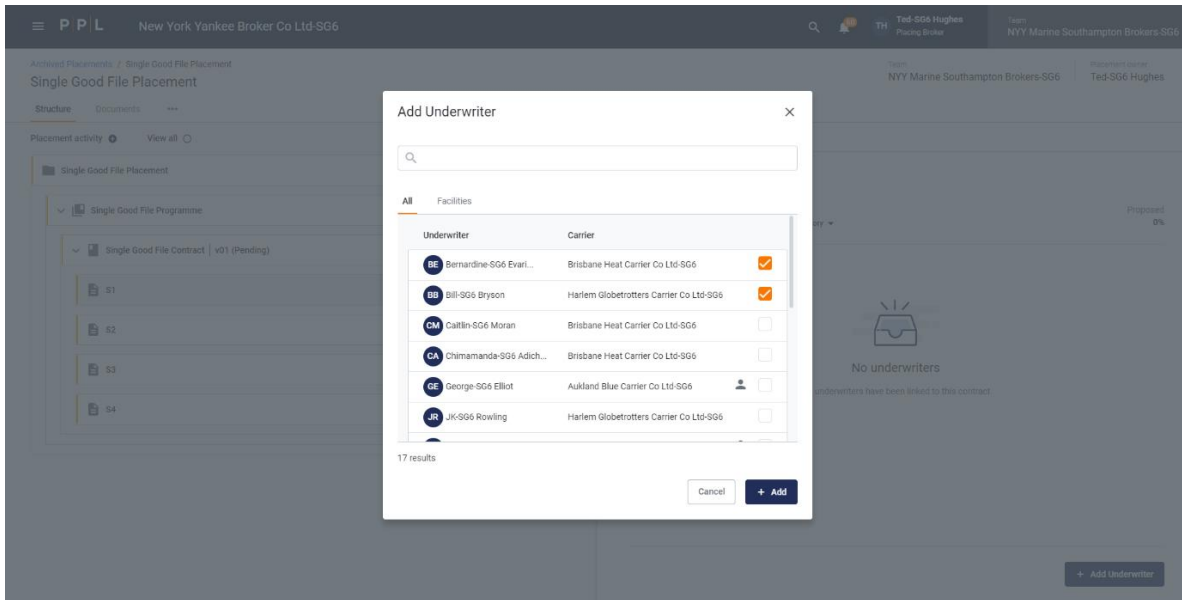 PPL New York Yankee Broker Co Ltd-SG6
TH Ted-SG6 Hughes
Placing Broker
Team
NYY Marine Southampton Brokers-SG6
Archived Placements / Single Good File Placement
Single Good File Placement
Team
NYY Marine Southampton Brokers-SG6
Placement owner
Ted-SG6 Hughes
Structure Documents ...
Placement activity View all
Single Good File Placement
Single Good File Programme
Single Good File Contract | v01 (Pending)
S1
S2
S3
S4
Add Underwriter
All Facilities
Underwriter Carrier
BE Bernardine-SG6 Evari... Brisbane Heat Carrier Co Ltd-SG6
BB Bill-SG6 Bryson Harlem Globetrotters Carrier Co Ltd-SG6
CM Caitlin-SG6 Moran Brisbane Heat Carrier Co Ltd-SG6
CA Chimamanda-SG6 Adich... Brisbane Heat Carrier Co Ltd-SG6
GE George-SG6 Elliot Aukland Blue Carrier Co Ltd-SG6
JR JK-SG6 Rowling Harlem Globetrotters Carrier Co Ltd-SG6
17 results
Cancel + Add
Proposed
0%
No underwriters
underwriters have been linked to this contract
+ Add Underwriter